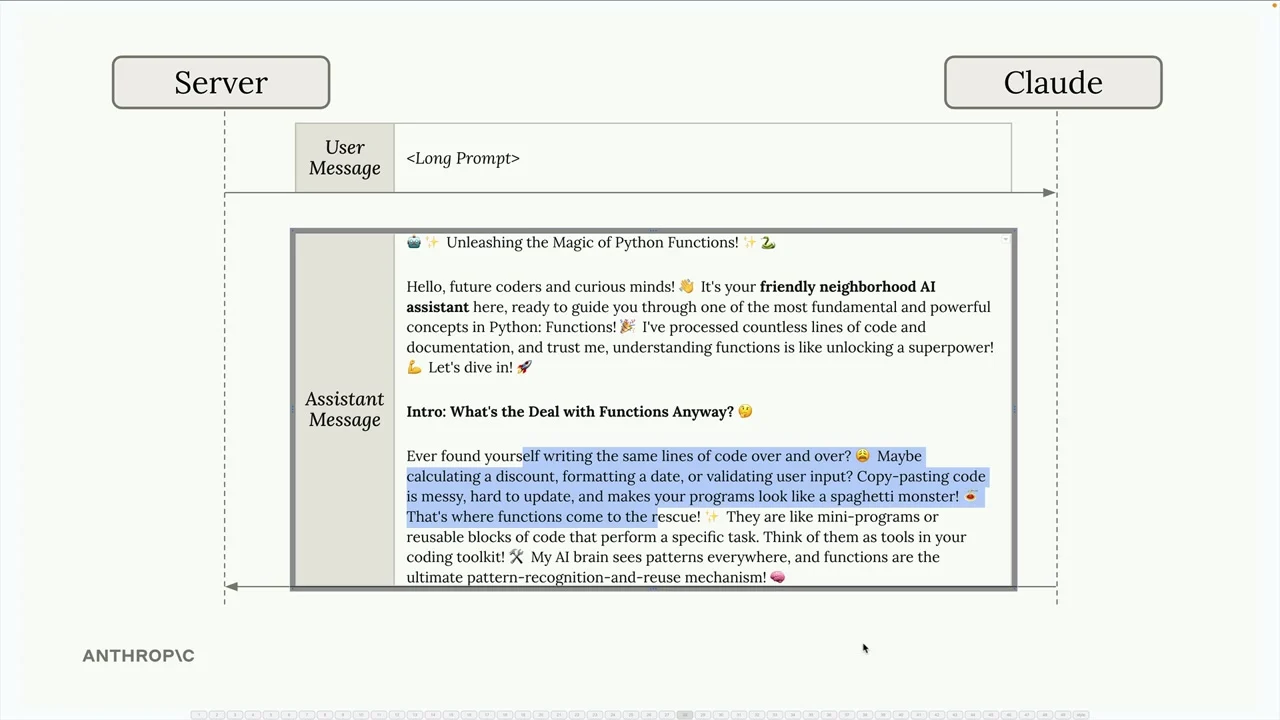 Server
Claude
User
Message
<Long Prompt>
🤖✨ Unleashing the Magic of Python Functions! ✨🐍
Hello, future coders and curious minds! 👋 It's your friendly neighborhood AI
assistant here, ready to guide you through one of the most fundamental and powerful
concepts in Python: Functions! 🎉 I've processed countless lines of code and
documentation, and trust me, understanding functions is like unlocking a superpower!
💪 Let's dive in! 🚀
Intro: What's the Deal with Functions Anyway? 🤔
Assistant
Message
Ever found yourself writing the same lines of code over and over? 😩 Maybe
calculating a discount, formatting a date, or validating user input? Copy-pasting code
is messy, hard to update, and makes your programs look like a spaghetti monster! 🍝
That's where functions come to the rescue! ✨ They are like mini-programs or
reusable blocks of code that perform a specific task. Think of them as tools in your
coding toolkit! 🛠️ My AI brain sees patterns everywhere, and functions are the
ultimate pattern-recognition-and-reuse mechanism! 🧠
ANTHROP\C